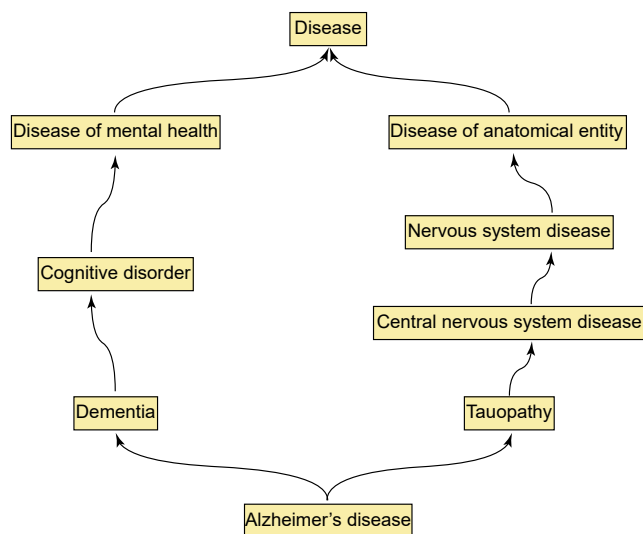 Disease
Disease of mental health
Disease of anatomical entity
Nervous system disease
Cognitive disorder
Central nervous system disease
Dementia
Tauopathy
Alzheimer’s disease